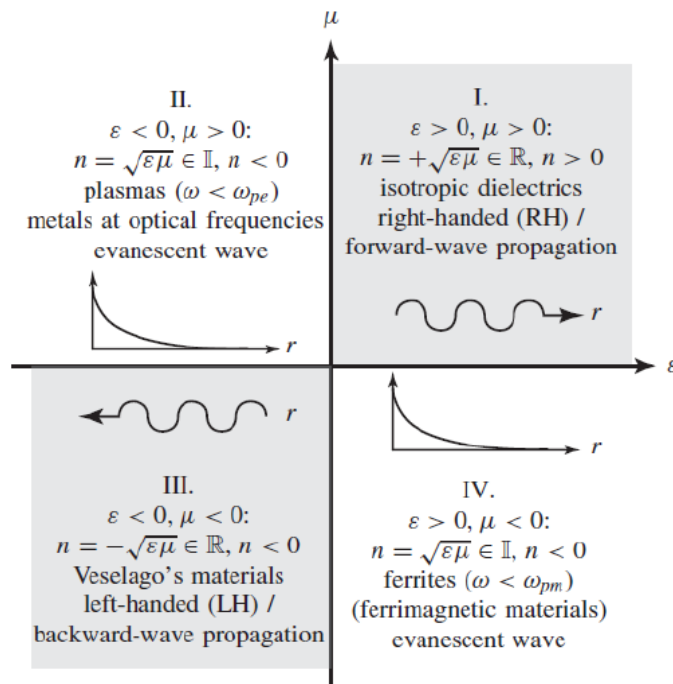 μ
II.
ε < 0, μ > 0:
n = √εμ ∈ 𝕀, n < 0
plasmas (ω < ωpe)
metals at optical frequencies
evanescent wave
r
I.
ε > 0, μ > 0:
n = +√εμ ∈ ℝ, n > 0
isotropic dielectrics
right-handed (RH) /
forward-wave propagation
r
ε
r
III.
ε < 0, μ < 0:
n = −√εμ ∈ ℝ, n < 0
Veselago's materials
left-handed (LH) /
backward-wave propagation
r
IV.
ε > 0, μ < 0:
n = √εμ ∈ 𝕀, n < 0
ferrites (ω < ωpm)
(ferrimagnetic materials)
evanescent wave